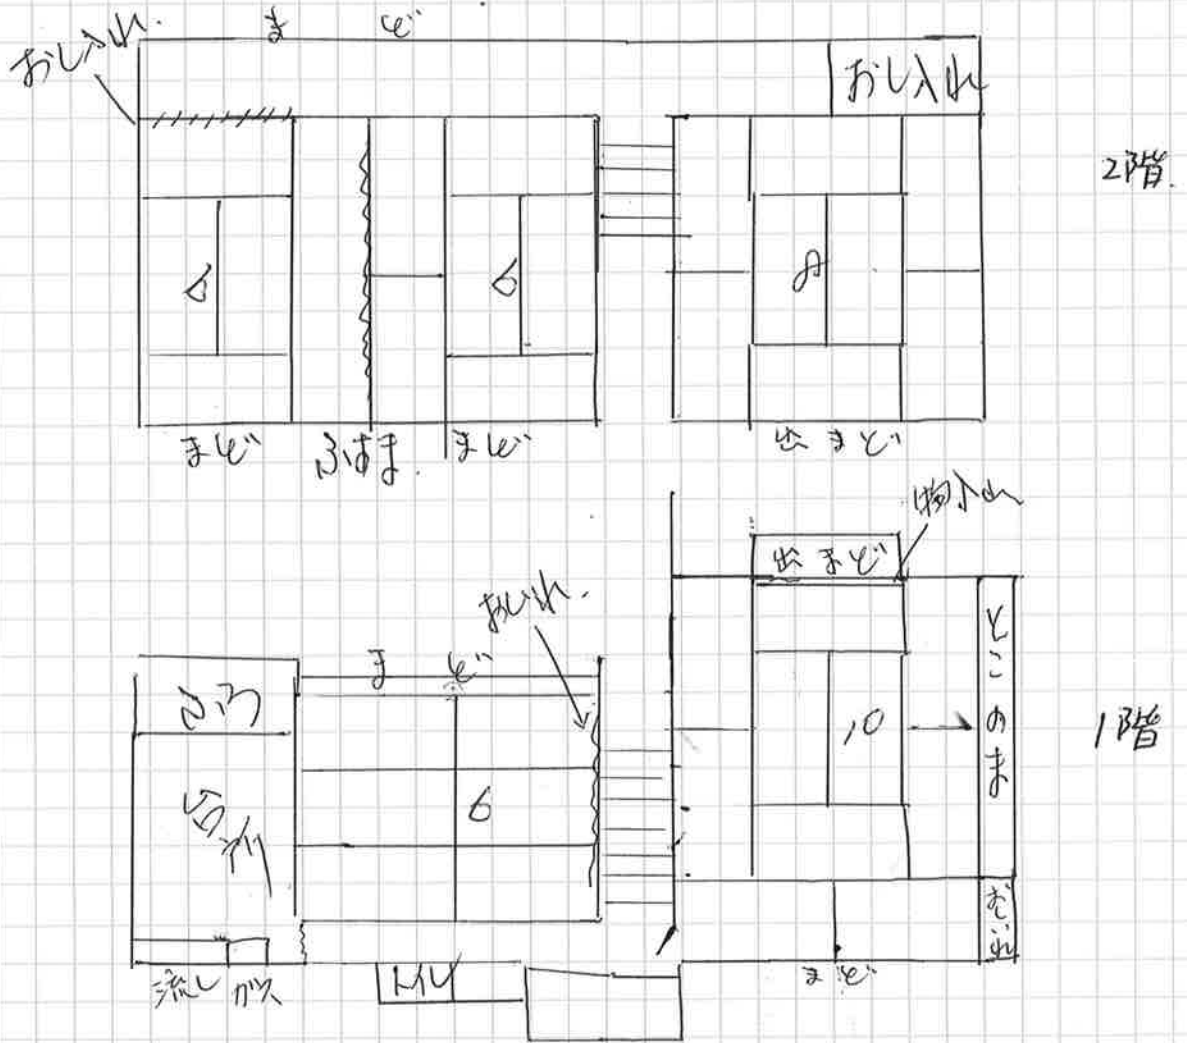 おし入れ.
まど
おし入れ
2階.
6
6
8
まど
ふすま.
まど
出まど
物入れ
出まど
おし入れ.
まど
ふろ
とこのま
10
1階
6
台所
おし入れ
流し
ガス
トイレ
まど